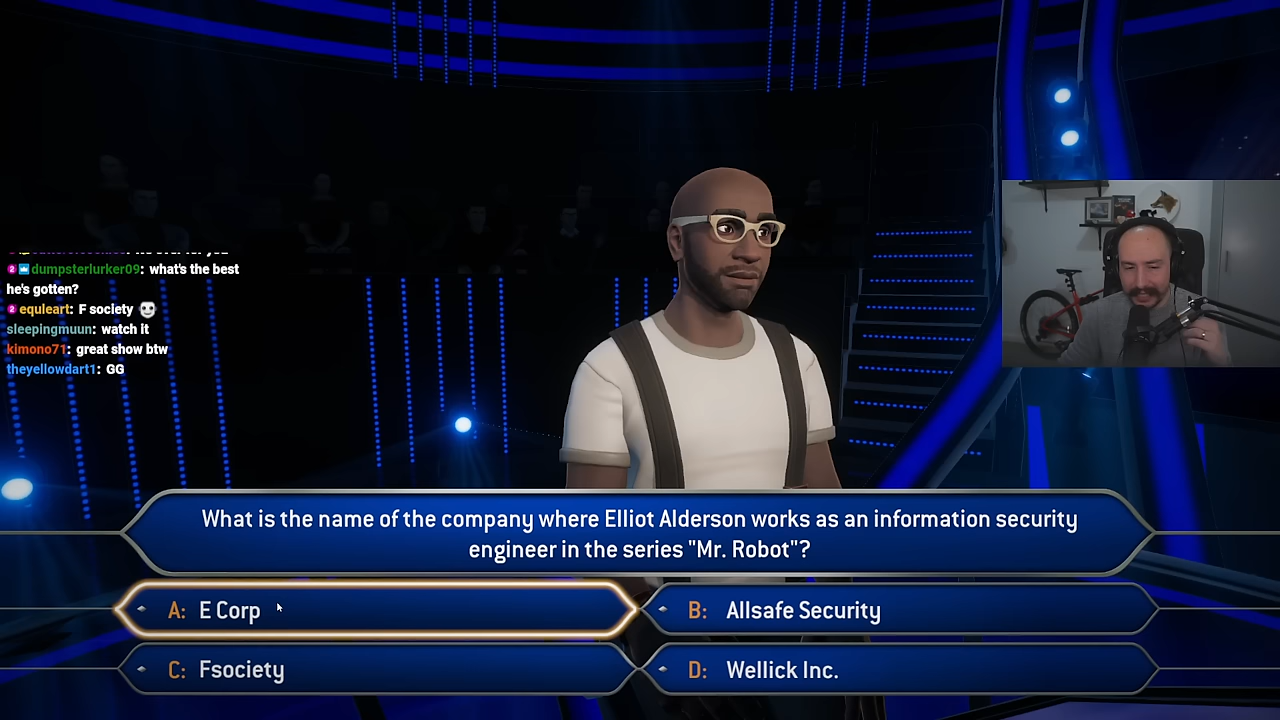 dumpsterlurker09: what's the best
he's gotten?
equleart: F society
sleepingmuun: watch it
kimono71: great show btw
theyellowdart1: GG
What is the name of the company where Elliot Alderson works as an information security
engineer in the series "Mr. Robot"?
A: E Corp
B: Allsafe Security
C: Fsociety
D: Wellick Inc.